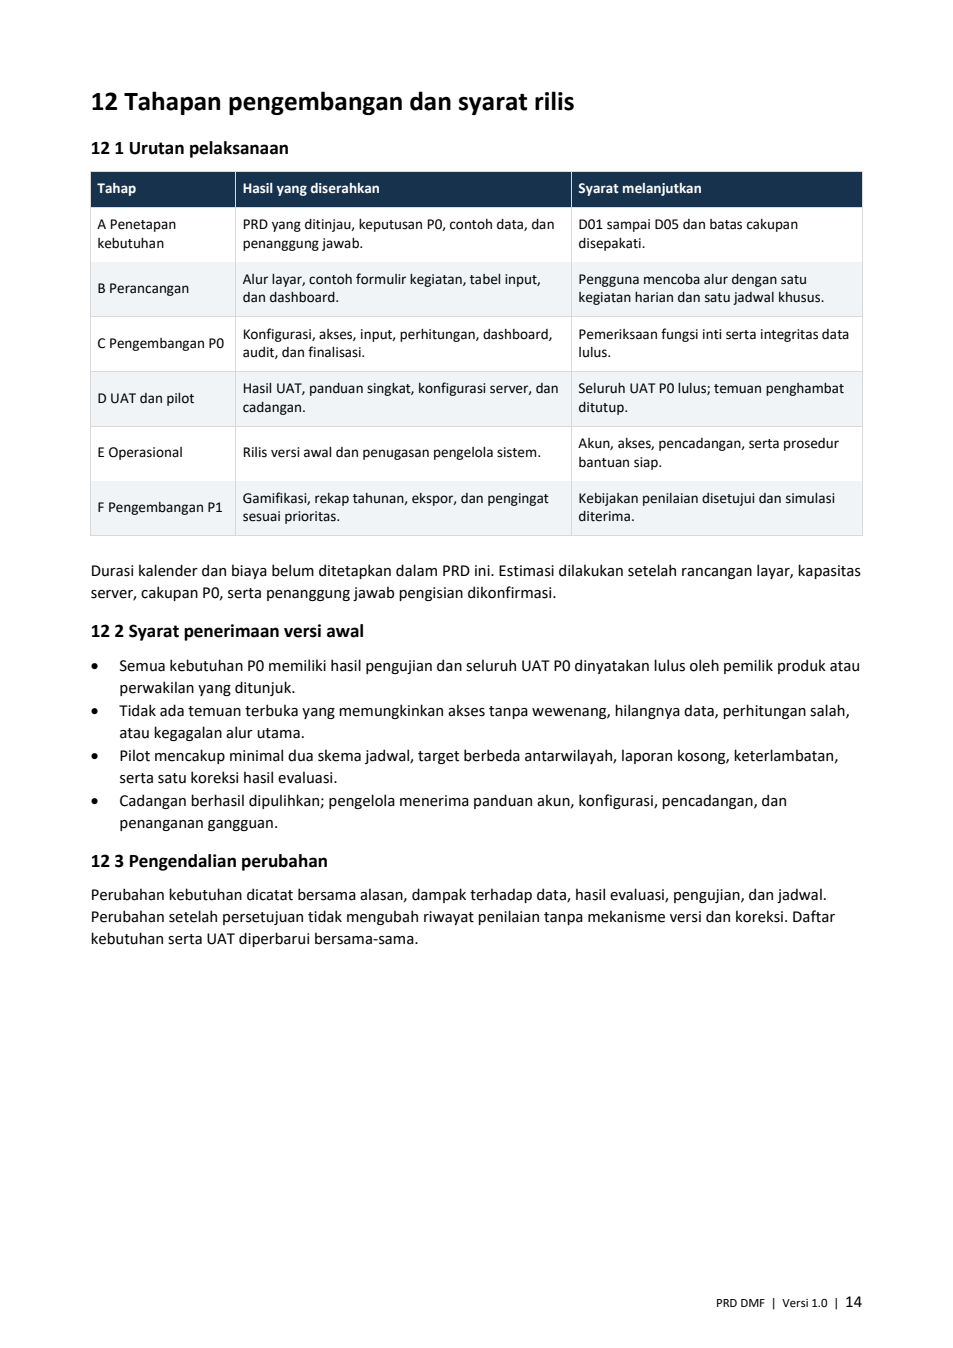 12 Tahapan pengembangan dan syarat rilis
12 1 Urutan pelaksanaan
Tahap
Hasil yang diserahkan
Syarat melanjutkan
A Penetapan
kebutuhan
PRD yang ditinjau, keputusan P0, contoh data, dan
penanggung jawab.
D01 sampai D05 dan batas cakupan
disepakati.
B Perancangan
Alur layar, contoh formulir kegiatan, tabel input,
dan dashboard.
Pengguna mencoba alur dengan satu
kegiatan harian dan satu jadwal khusus.
C Pengembangan P0
Konfigurasi, akses, input, perhitungan, dashboard,
audit, dan finalisasi.
Pemeriksaan fungsi inti serta integritas data
lulus.
D UAT dan pilot
Hasil UAT, panduan singkat, konfigurasi server, dan
cadangan.
Seluruh UAT P0 lulus; temuan penghambat
ditutup.
E Operasional
Rilis versi awal dan penugasan pengelola sistem.
Akun, akses, pencadangan, serta prosedur
bantuan siap.
F Pengembangan P1
Gamifikasi, rekap tahunan, ekspor, dan pengingat
sesuai prioritas.
Kebijakan penilaian disetujui dan simulasi
diterima.
Durasi kalender dan biaya belum ditetapkan dalam PRD ini. Estimasi dilakukan setelah rancangan layar, kapasitas
server, cakupan P0, serta penanggung jawab pengisian dikonfirmasi.
12 2 Syarat penerimaan versi awal
• Semua kebutuhan P0 memiliki hasil pengujian dan seluruh UAT P0 dinyatakan lulus oleh pemilik produk atau
perwakilan yang ditunjuk.
• Tidak ada temuan terbuka yang memungkinkan akses tanpa wewenang, hilangnya data, perhitungan salah,
atau kegagalan alur utama.
• Pilot mencakup minimal dua skema jadwal, target berbeda antarwilayah, laporan kosong, keterlambatan,
serta satu koreksi hasil evaluasi.
• Cadangan berhasil dipulihkan; pengelola menerima panduan akun, konfigurasi, pencadangan, dan
penanganan gangguan.
12 3 Pengendalian perubahan
Perubahan kebutuhan dicatat bersama alasan, dampak terhadap data, hasil evaluasi, pengujian, dan jadwal.
Perubahan setelah persetujuan tidak mengubah riwayat penilaian tanpa mekanisme versi dan koreksi. Daftar
kebutuhan serta UAT diperbarui bersama-sama.
PRD DMF | Versi 1.0 | 14